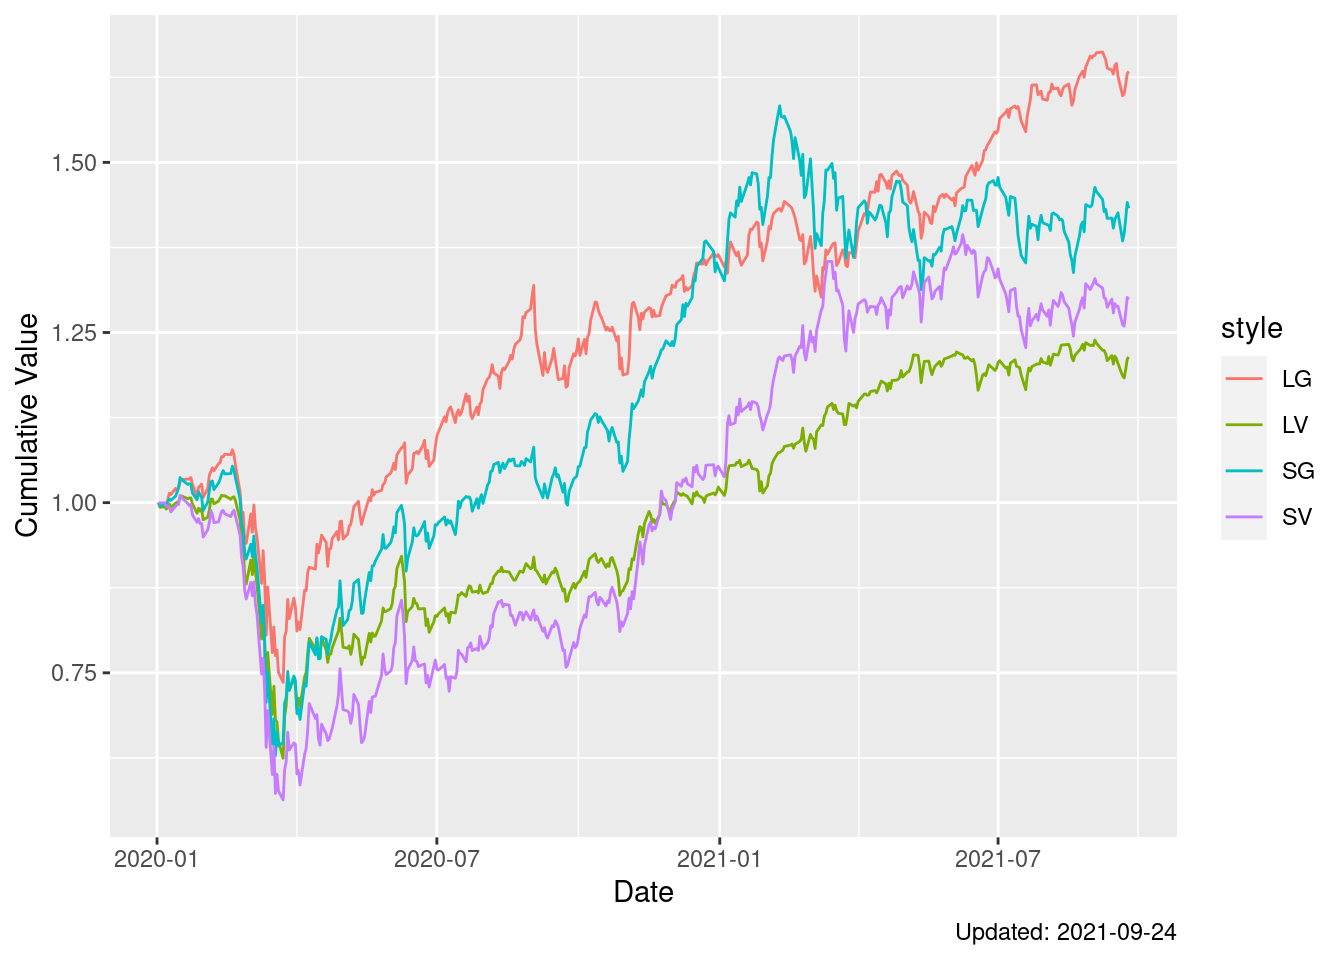 Cumulative Value
1.50
1.25
1.00
0.75
2020-01
2020-07
2021-01
2021-07
Date
style
LG
LV
SG
SV
Updated: 2021-09-24